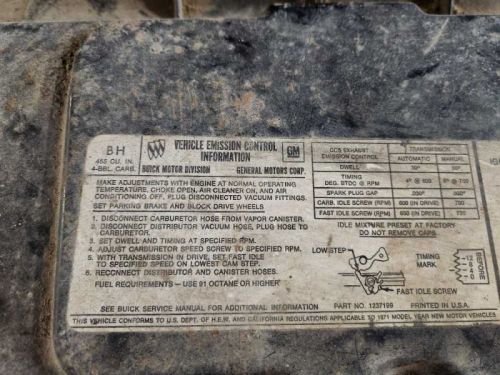 BH
455 CU. IN.
4-BBL. CARB.
VEHICLE EMISSION CONTROL
INFORMATION
BUICK MOTOR DIVISION GENERAL MOTORS CORP.
GM
MAKE ADJUSTMENTS WITH ENGINE AT NORMAL OPERATING
TEMPERATURE, CHOKE OPEN, AIR CLEANER ON, AND AIR
CONDITIONING OFF. PLUG DISCONNECTED VACUUM FITTINGS.
SET PARKING BRAKE AND BLOCK DRIVE WHEELS
1. DISCONNECT CARBURETOR HOSE FROM VAPOR CANISTER.
2. DISCONNECT DISTRIBUTOR VACUUM HOSE, PLUG HOSE TO
CARBURETOR.
3. SET DWELL AND TIMING AT SPECIFIED RPM.
4. ADJUST CARBURETOR SPEED SCREW TO SPECIFIED RPM.
5. WITH TRANSMISSION IN DRIVE, SET FAST IDLE
TO SPECIFIED SPEED ON LOWEST CAM STEP.
6. RECONNECT DISTRIBUTOR AND CANISTER HOSES.
FUEL REQUIREMENTS - USE 91 OCTANE OR HIGHER
CCS EXHAUST
EMISSION CONTROL
TRANSMISSION
AUTOMATIC MANUAL
DWELL 30° 30°
TIMING
DEG. BTDC @ RPM
SPARK PLUG GAP .030"
CARB. IDLE SCREW (RPM) 600 (IN DRIVE) 700
FAST IDLE SCREW (RPM) 600 (IN DRIVE)
IDLE MIXTURE PRESET AT FACTORY
DO NOT REMOVE CAPS.
LOW STEP
FAST IDLE SCREW
TIMING
MARK
BEFORE
SEE BUICK SERVICE MANUAL FOR ADDITIONAL INFORMATION PART NO. 1237199 PRINTED IN U.S.A.
THIS VEHICLE CONFORMS TO U.S. DEPT. OF H.E.W. AND CALIFORNIA REGULATIONS APPLICABLE TO 1971 MODEL YEAR NEW MOTOR VEHICLES